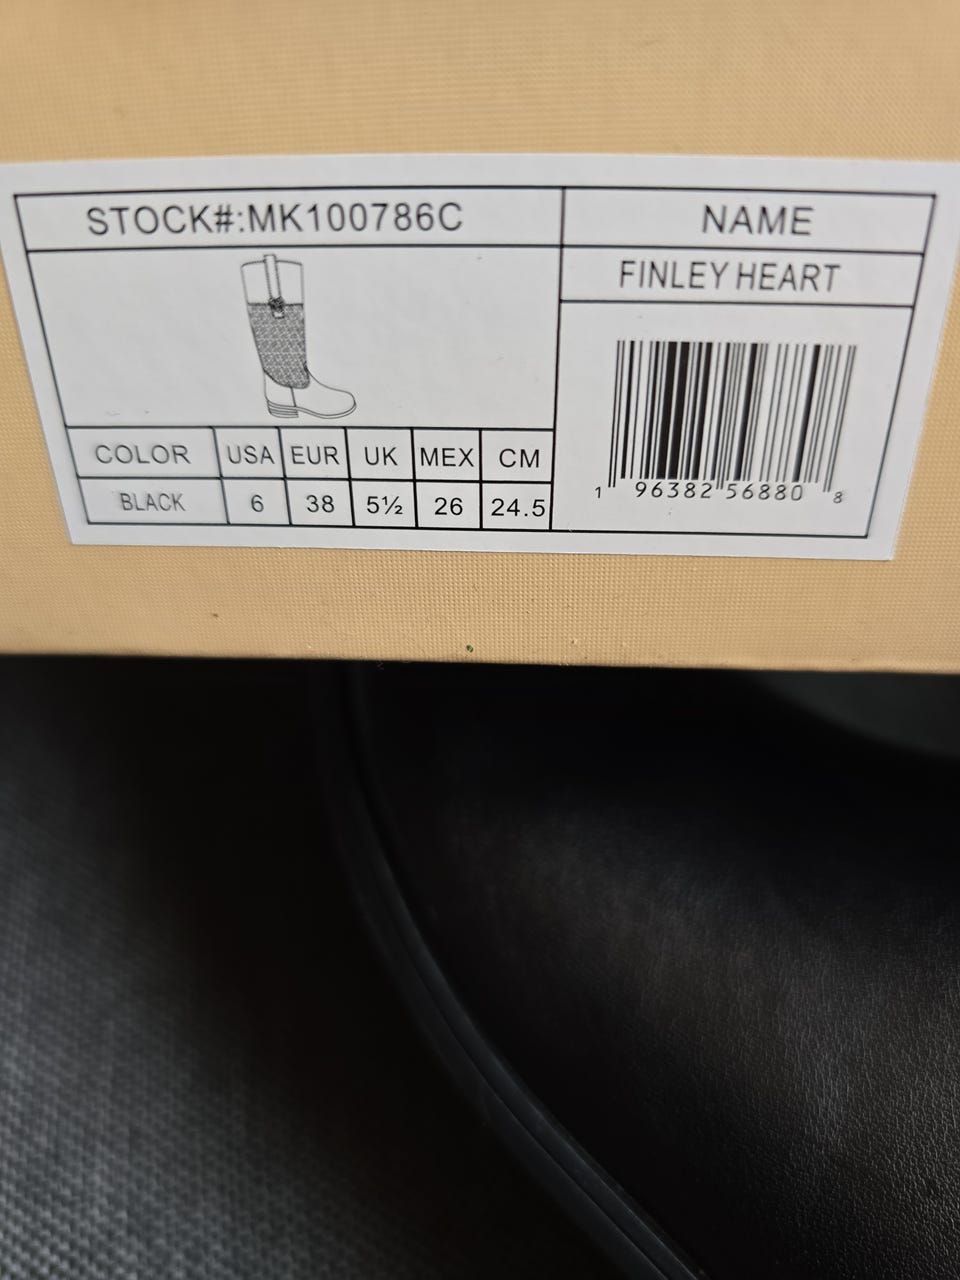 STOCK#:MK100786C
NAME
FINLEY HEART
COLOR USA EUR UK MEX CM
BLACK 6 38 5½ 26 24.5
1 96382 56880 8